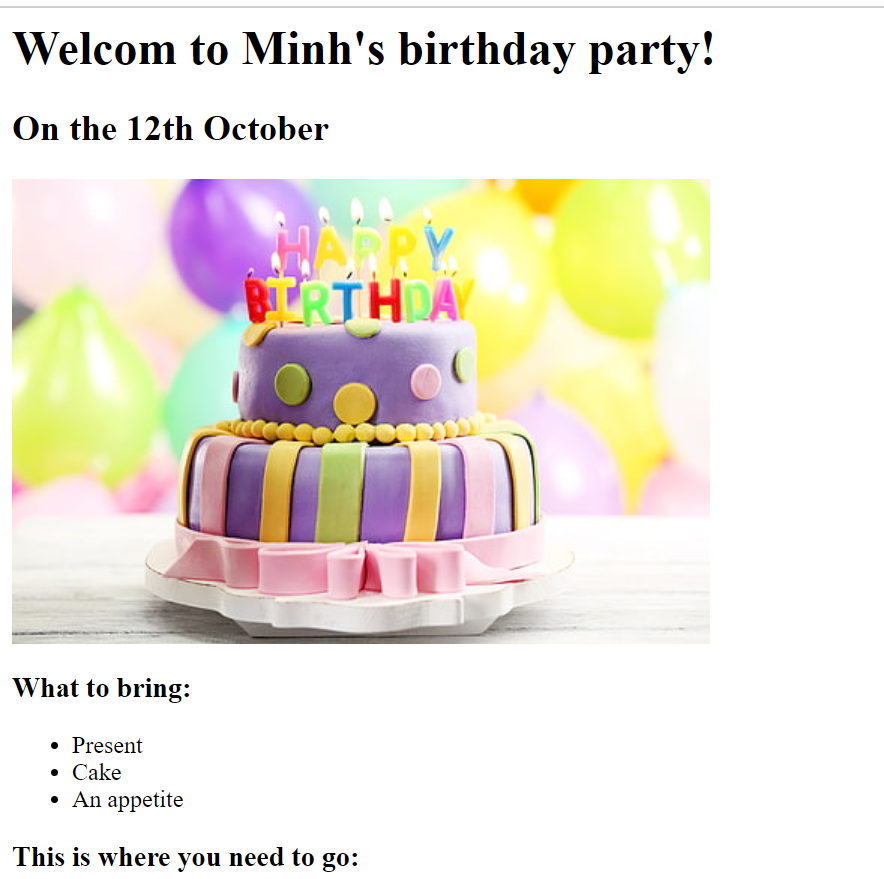 Welcom to Minh's birthday party!
On the 12th October
HAPPY
BIRTHDAY
What to bring:
Present
Cake
An appetite
This is where you need to go: